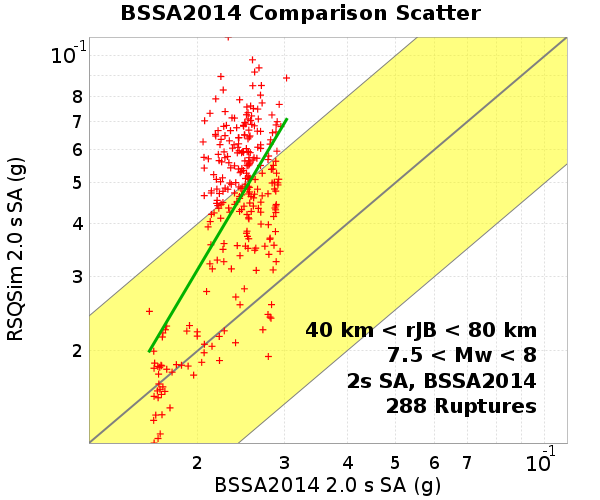 BSSA2014 Comparison Scatter
RSQSim 2.0 s SA (g)
10-1
8
7
6
5
4
3
2
40 km < rJB < 80 km
7.5 < Mw < 8
2s SA, BSSA2014
288 Ruptures
2 3 4 5 6 7 10-1
BSSA2014 2.0 s SA (g)